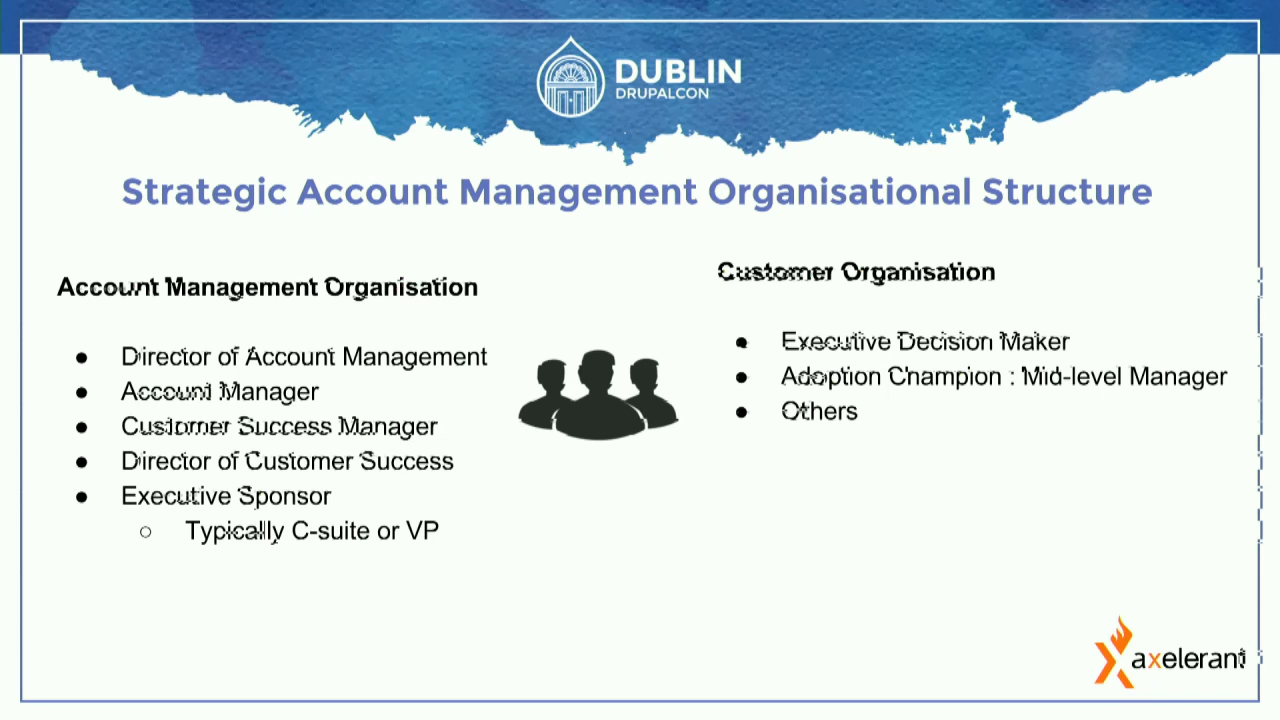 DUBLIN
DRUPALCON
Strategic Account Management Organisational Structure
Account Management Organisation
● Director of Account Management
● Account Manager
● Customer Success Manager
● Director of Customer Success
● Executive Sponsor
○ Typically C-suite or VP
Customer Organisation
● Executive Decision Maker
● Adoption Champion : Mid-level Manager
● Others
axelerant